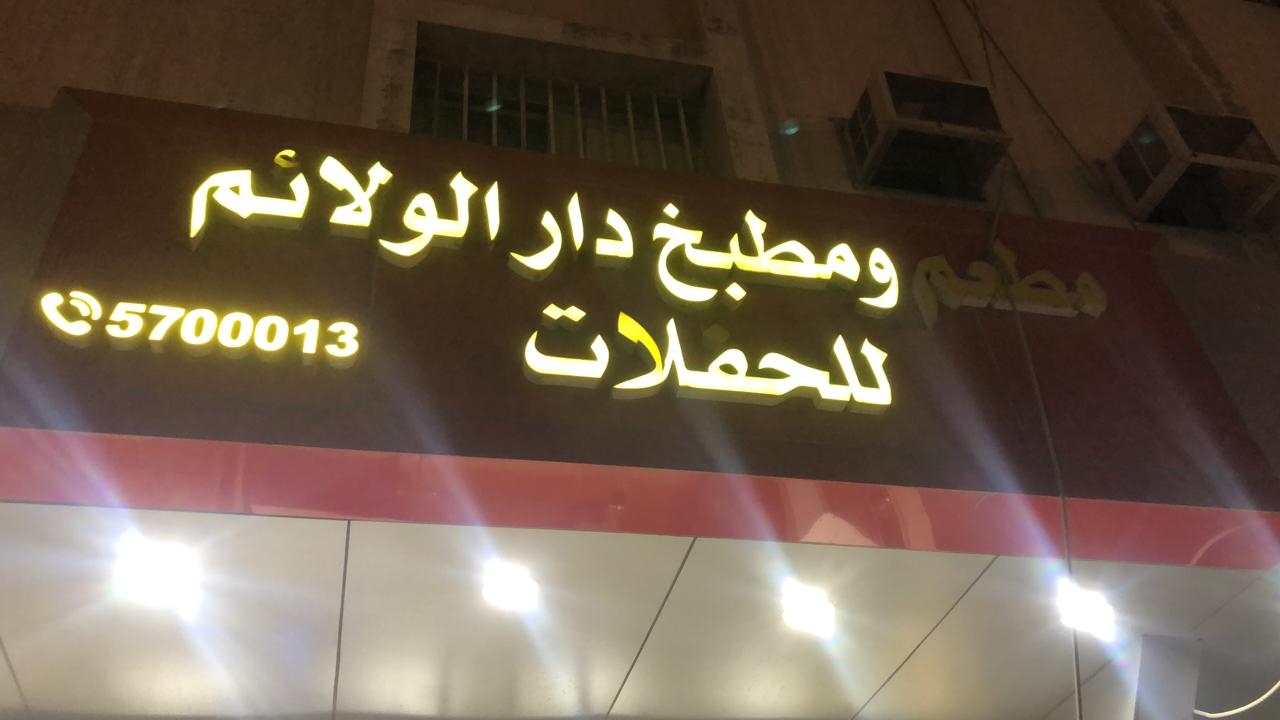 مطعم ومطبخ دار الولائم
للحفلات
5700013